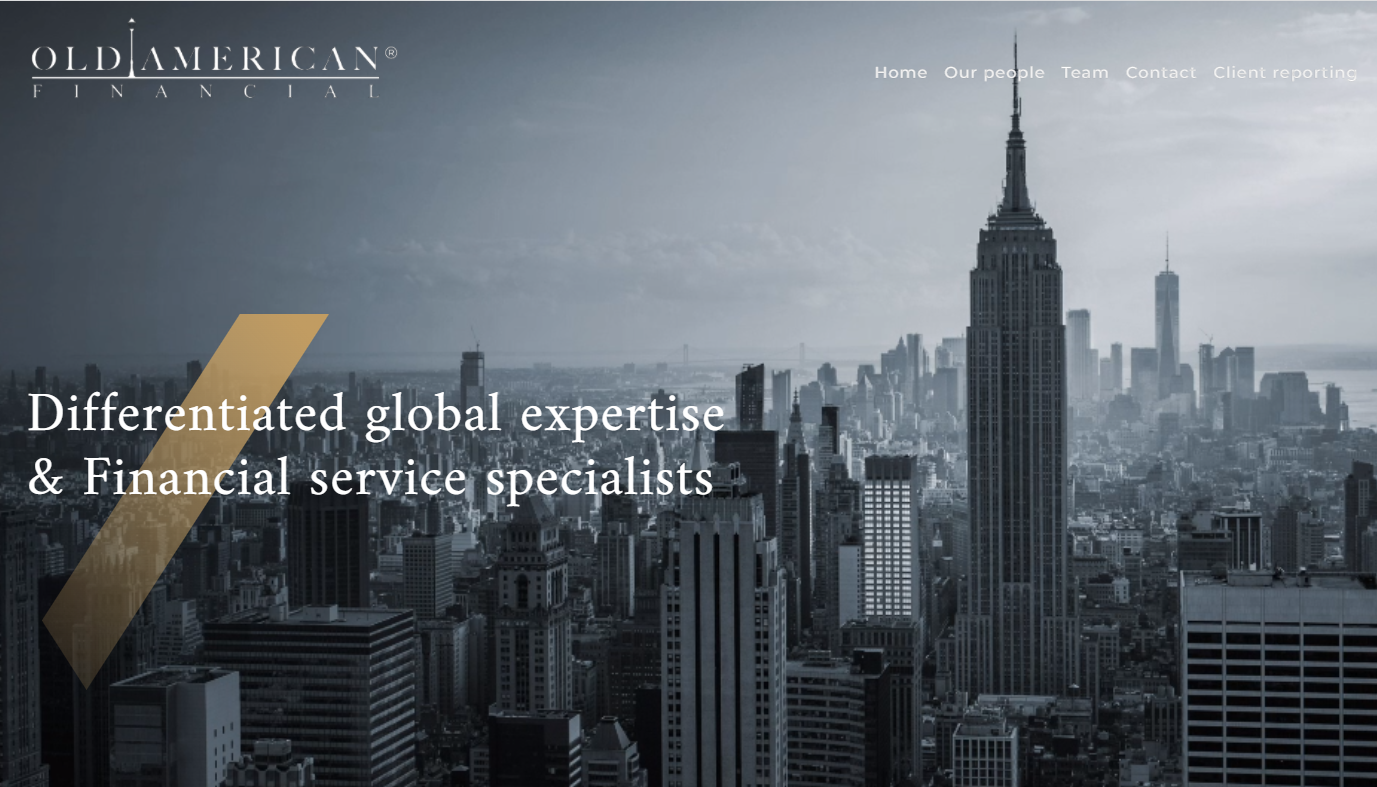 OLD AMERICAN®
FINANCIAL
Home Our people Team Contact Client reporting
Differentiated global expertise
& Financial service specialists